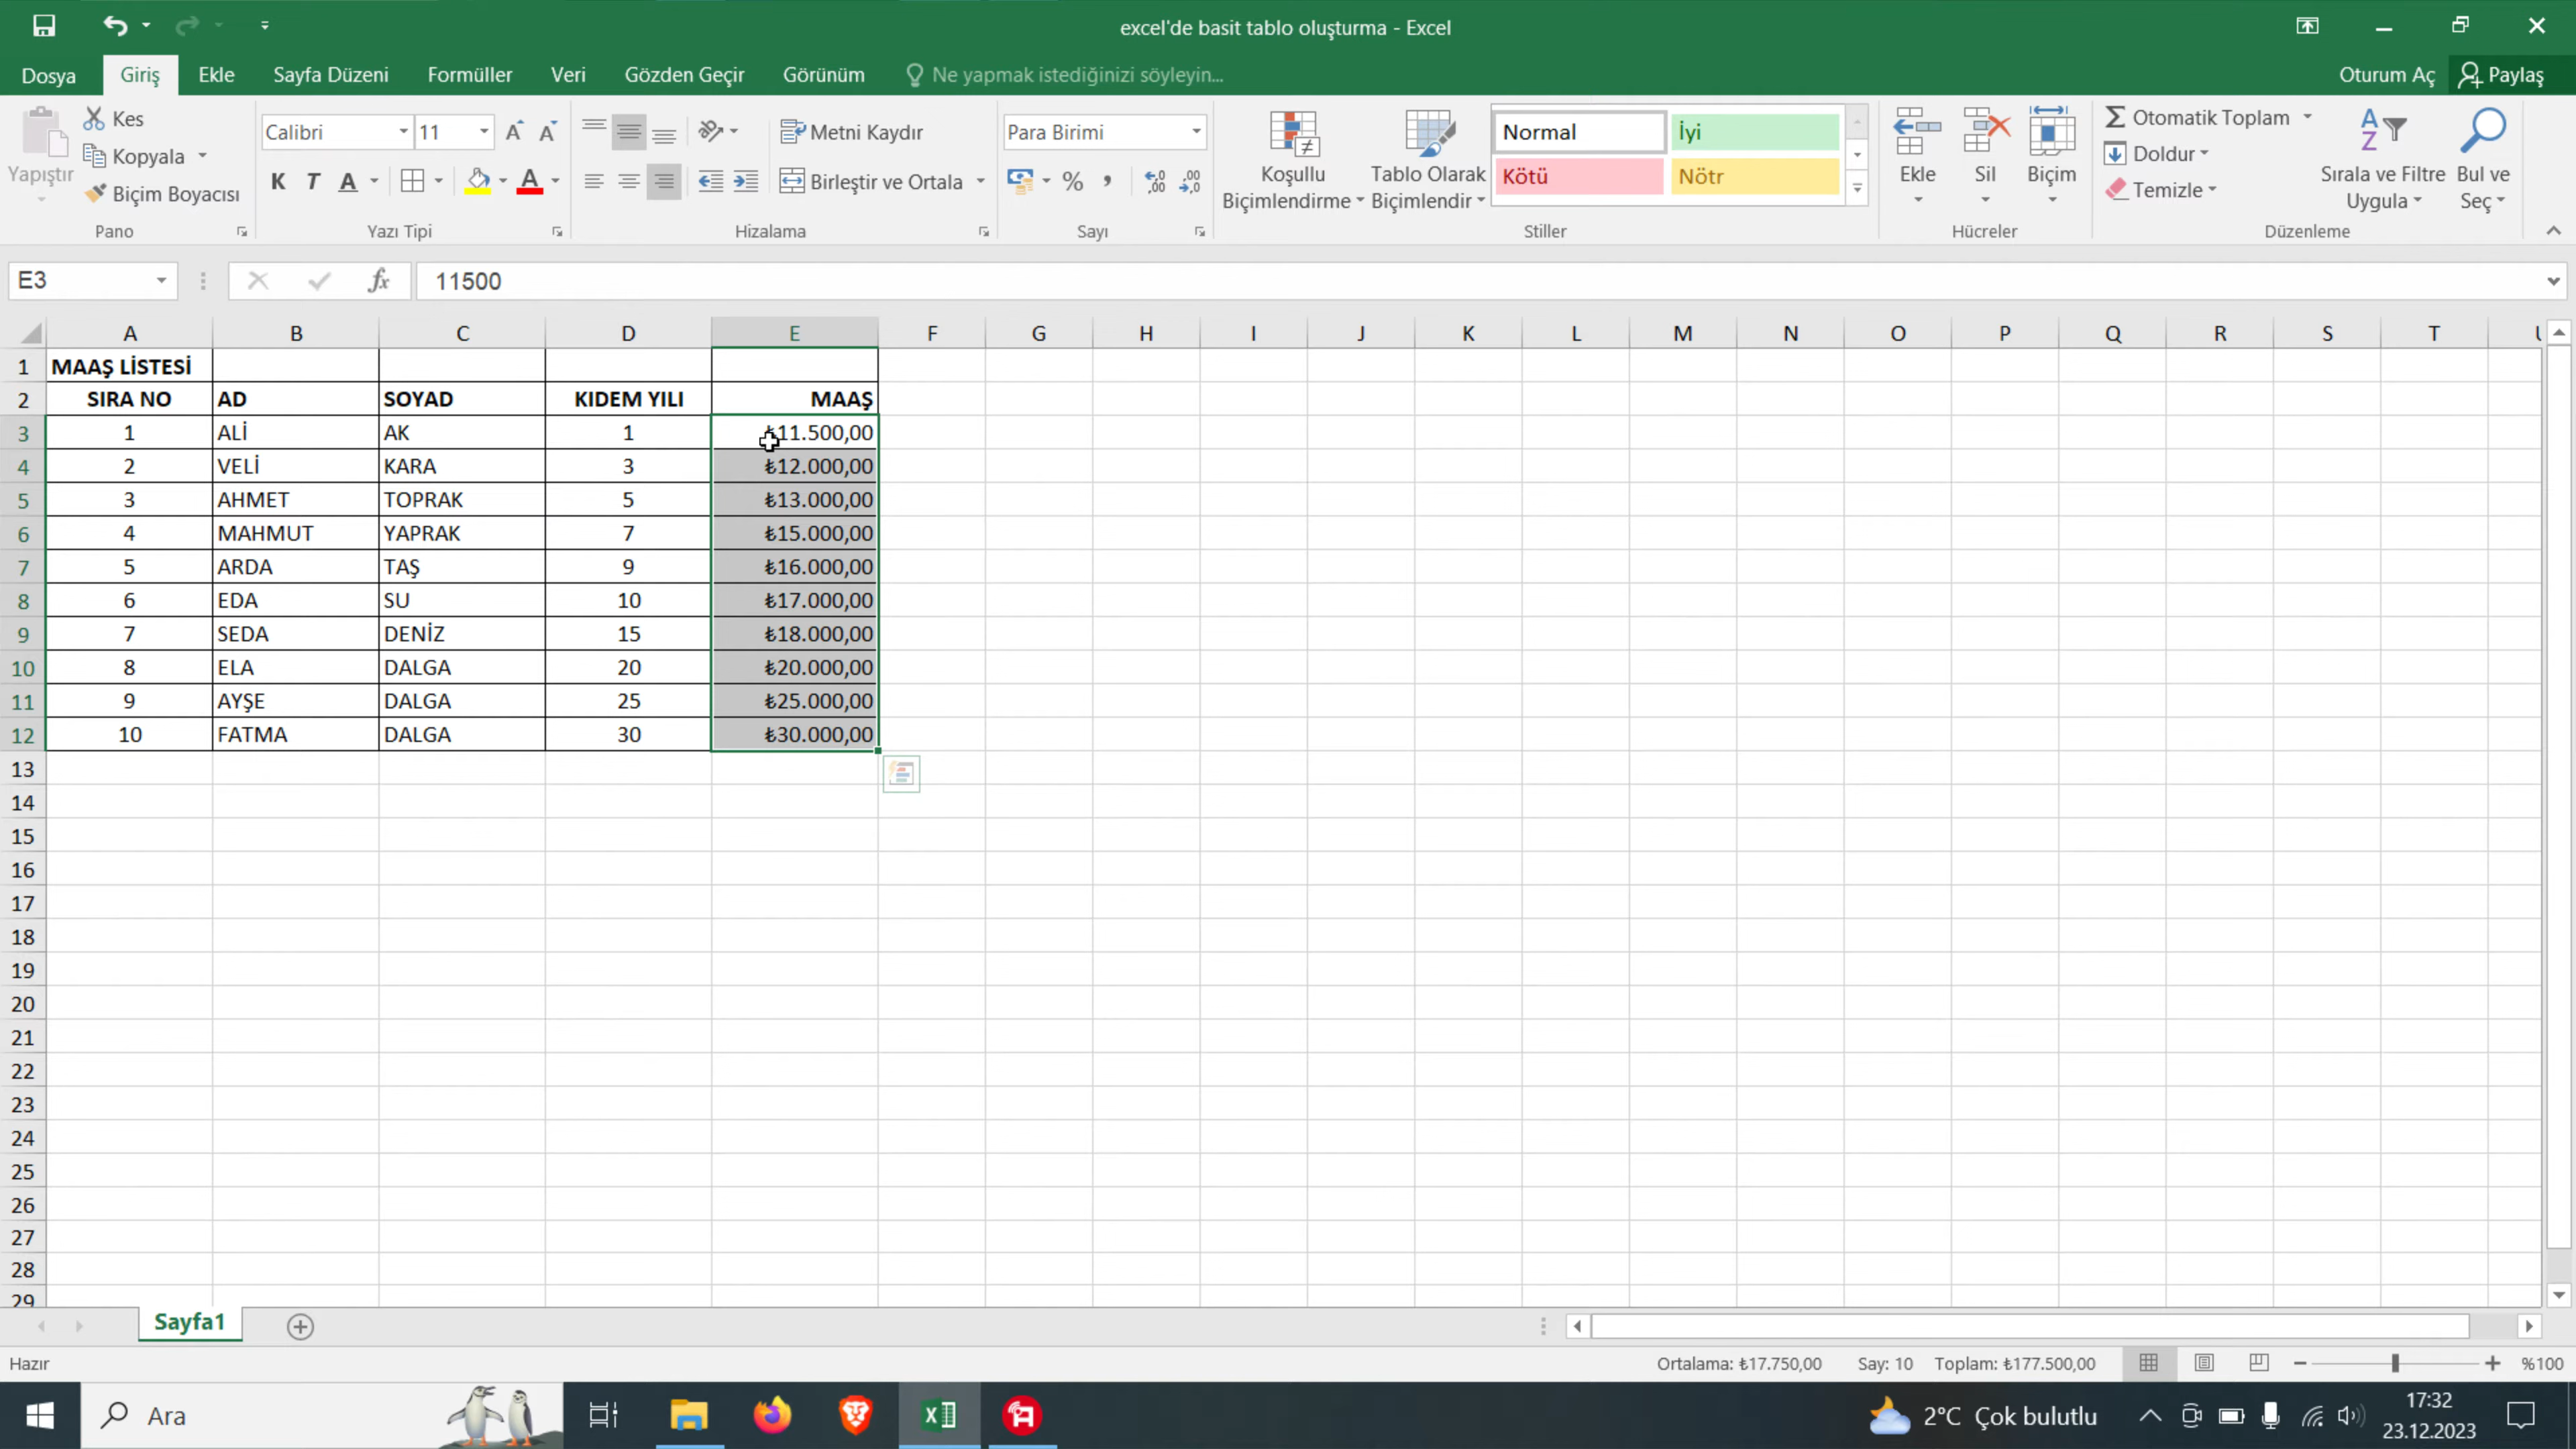 excel'de basit tablo oluşturma - Excel
Dosya Giriş Ekle Sayfa Düzeni Formüller Veri Gözden Geçir Görünüm Ne yapmak istediğinizi söyleyin... Oturum Aç Paylaş
Yapıştır Kes Kopyala Biçim Boyacısı
Pano
Calibri 11
K T A A
Yazı Tipi
Metni Kaydır
Birleştir ve Ortala
Hizalama
Para Birimi
%
Sayı
Koşullu Biçimlendirme
Tablo Olarak Biçimlendir
Normal İyi
Kötü Nötr
Stiller
Ekle Sil Biçim
Hücreler
Otomatik Toplam
Doldur
Temizle
Sırala ve Filtre Uygula
Bul ve Seç
Düzenleme
E3 fx 11500
A B C D E F G H I J K L M N O P Q R S T
1 MAAŞ LİSTESİ
2 SIRA NO AD SOYAD KIDEM YILI MAAŞ
3 1 ALİ AK 1 ₺11.500,00
4 2 VELİ KARA 3 ₺12.000,00
5 3 AHMET TOPRAK 5 ₺13.000,00
6 4 MAHMUT YAPRAK 7 ₺15.000,00
7 5 ARDA TAŞ 9 ₺16.000,00
8 6 EDA SU 10 ₺17.000,00
9 7 SEDA DENİZ 15 ₺18.000,00
10 8 ELA DALGA 20 ₺20.000,00
11 9 AYŞE DALGA 25 ₺25.000,00
12 10 FATMA DALGA 30 ₺30.000,00
13
14
15
16
17
18
19
20
21
22
23
24
25
26
27
28
29
Sayfa1
Hazır Ortalama: ₺17.750,00 Say: 10 Toplam: ₺177.500,00 %100
Ara 2°C Çok bulutlu 17:32
23.12.2023